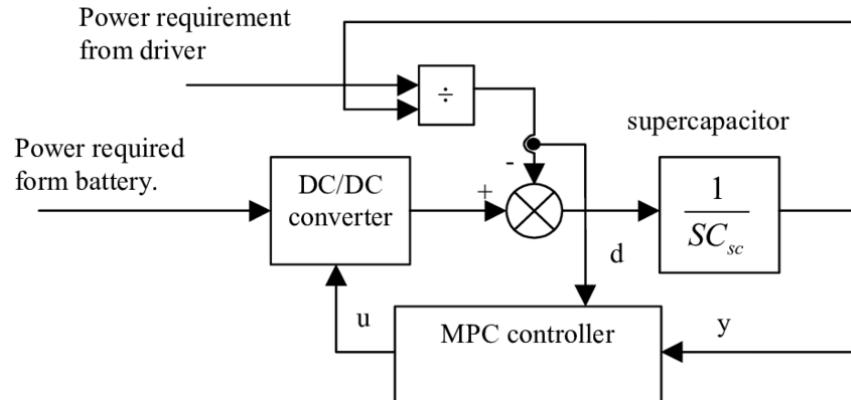 Power requirement
from driver
÷
supercapacitor
Power required
form battery.
-
DC/DC
converter
+
1
SC_sc
d
u
MPC controller
y